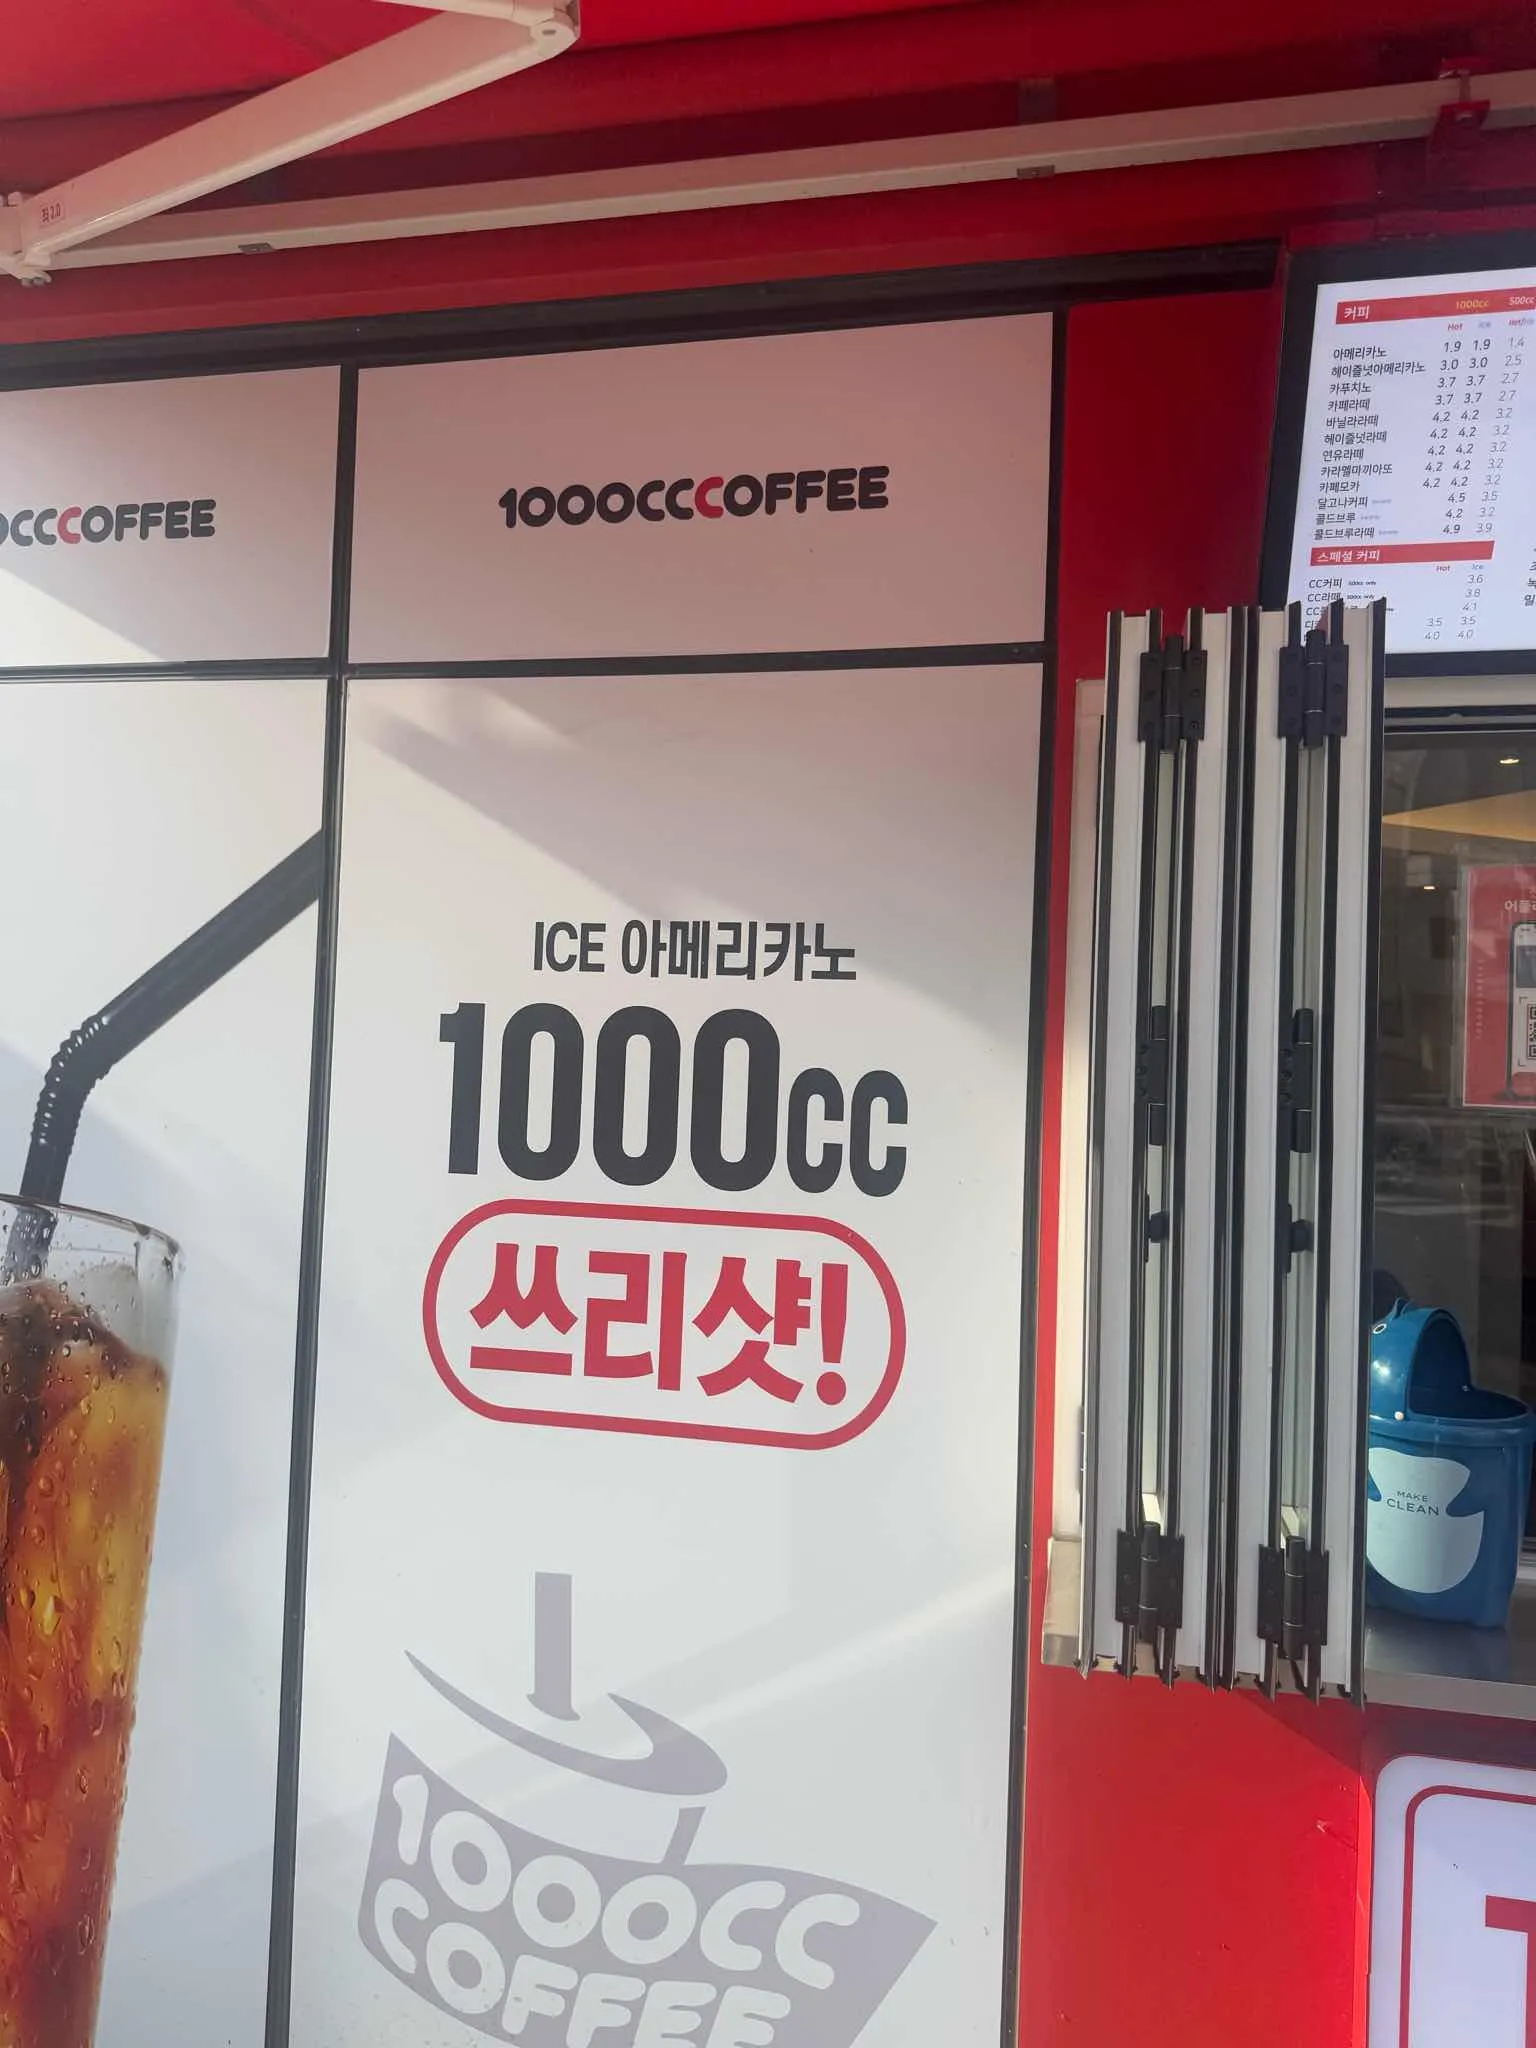 1000CCCOFFEE
CCCOFFEE
ICE 아메리카노
1000cc
쓰리샷!
1000CC
COFFEE
커피 1000cc 500cc
Hot
아메리카노 1.9 1.9 1.4
헤이즐넛아메리카노 3.0 3.0 2.5
카푸치노 3.7 3.7 2.7
카페라떼 3.7 3.7 2.7
바닐라라떼 4.2 4.2 3.2
헤이즐넛라떼 4.2 4.2 3.2
연유라떼 4.2 4.2 3.2
카라멜마끼아또 4.2 4.2 3.2
카페모카 4.2 4.2 3.2
달고나커피 4.5 3.5
콜드브루 4.2 3.2
콜드브루라떼 4.9 3.9
스페셜 커피
Hot Ice
CC커피 500cc only 3.6
CC라떼 500cc only 3.8
4.1
3.5 3.5
4.0 4.0
MAKE
CLEAN